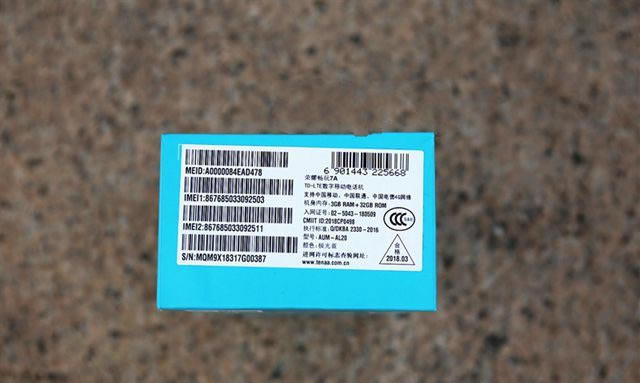 MEID:A0000084EAD478
IMEI1:867685033092503
IMEI2:867685033092511
S/N:MQM9X18317G00387
6 901443 225668
荣耀畅玩7A
TD-LTE数字移动电话机
支持中国移动、中国联通、中国电信4G网络
机身内存:3GB RAM+32GB ROM
入网证号:02-5043-180509
CMIIT ID:2018CP0498
执行标准:Q/DKBA 2330-2016
型号:AUM-AL20
颜色:极光蓝
进网许可标志查验网址:
www.tenaa.com.cn
CCC
合格
2018.03